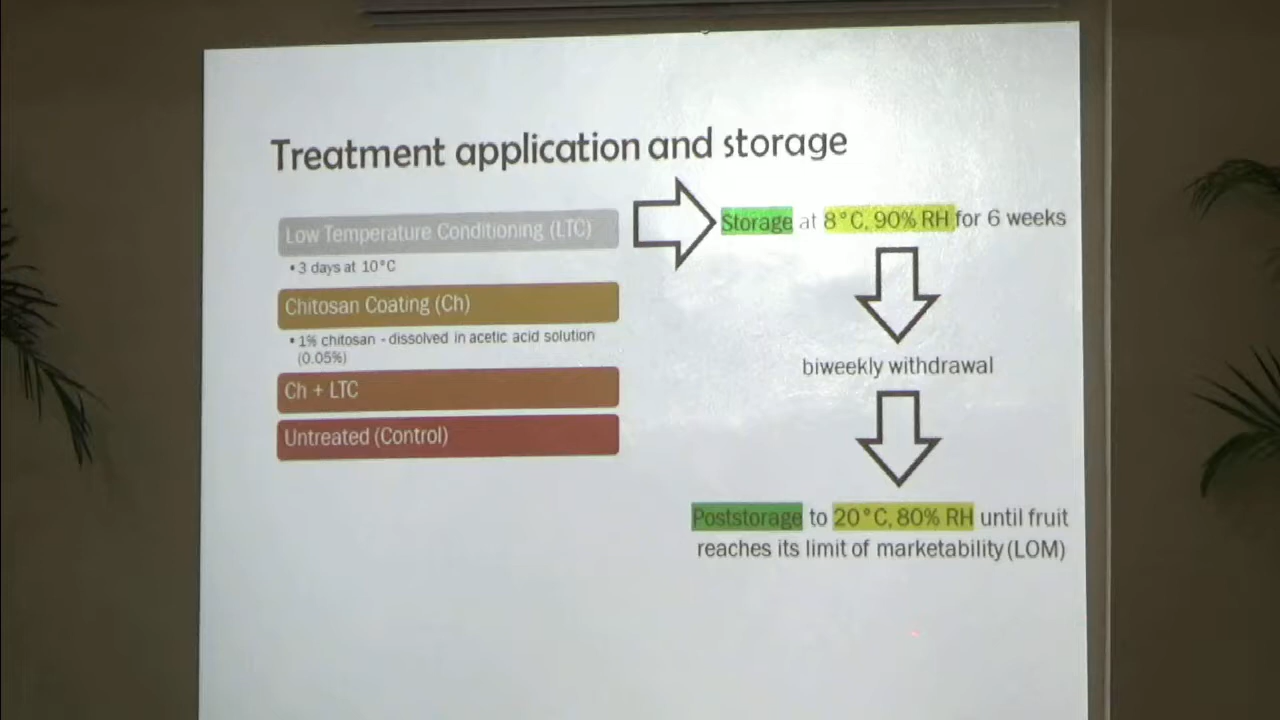 Treatment application and storage
Low Temperature Conditioning (LTC)
• 3 days at 10°C
Chitosan Coating (Ch)
• 1% chitosan - dissolved in acetic acid solution
(0.05%)
Ch + LTC
Untreated (Control)
Storage at 8°C, 90% RH for 6 weeks
biweekly withdrawal
Poststorage to 20°C, 80% RH until fruit
reaches its limit of marketability (LOM)